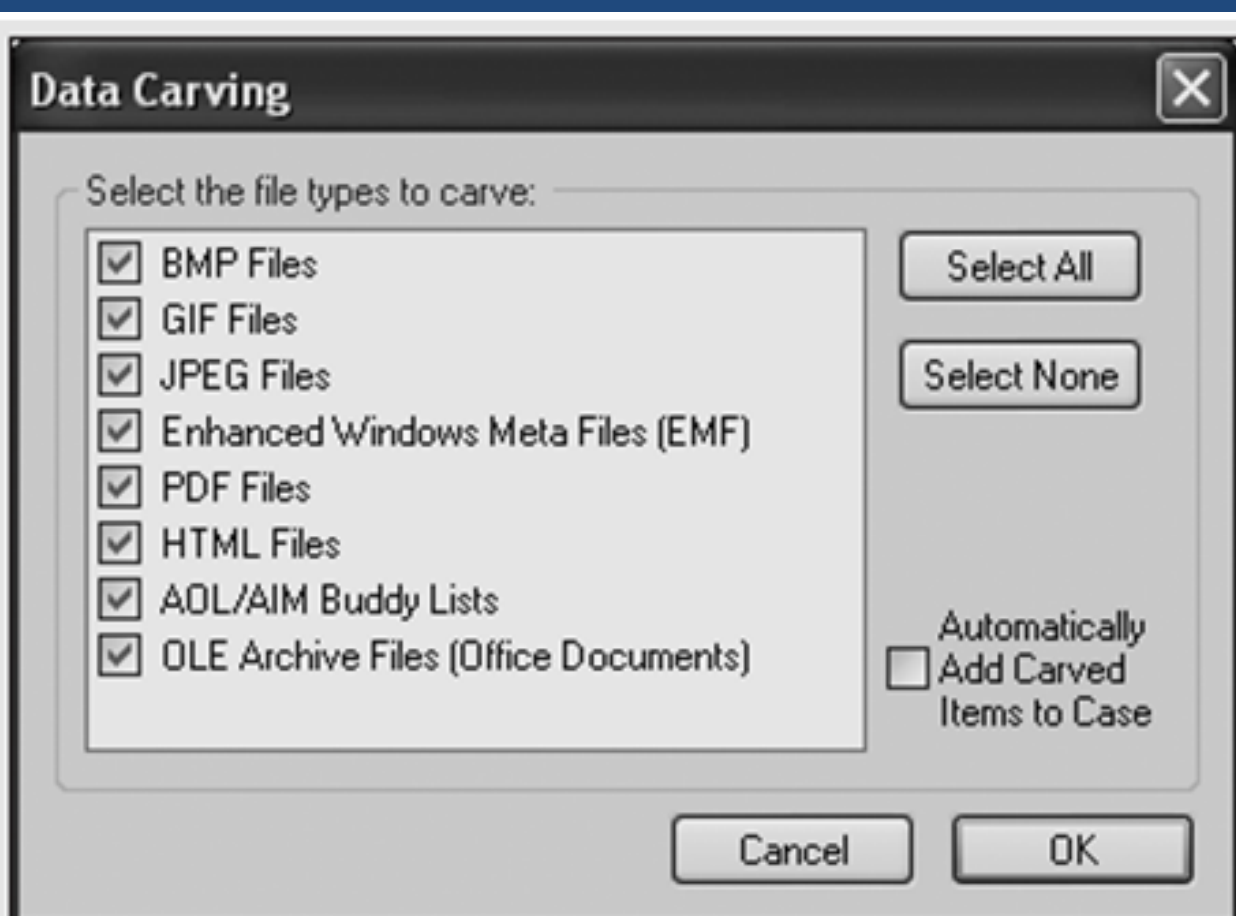 Data Carving
Select the file types to carve:
BMP Files
GIF Files
JPEG Files
Enhanced Windows Meta Files (EMF)
PDF Files
HTML Files
AOL/AIM Buddy Lists
OLE Archive Files (Office Documents)
Select All
Select None
Automatically
Add Carved
Items to Case
Cancel
OK